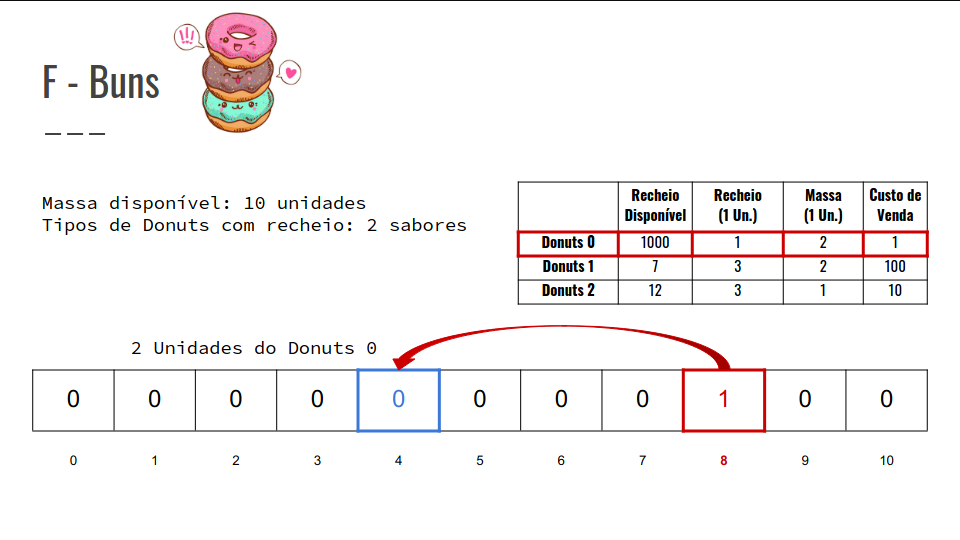 !!!
F - Buns
Massa disponível: 10 unidades
Tipos de Donuts com recheio: 2 sabores
Recheio Disponível Recheio (1 Un.) Massa (1 Un.) Custo de Venda
Donuts 0 1000 1 2 1
Donuts 1 7 3 2 100
Donuts 2 12 3 1 10
2 Unidades do Donuts 0
0 0 0 0 0 0 0 0 1 0 0
0 1 2 3 4 5 6 7 8 9 10